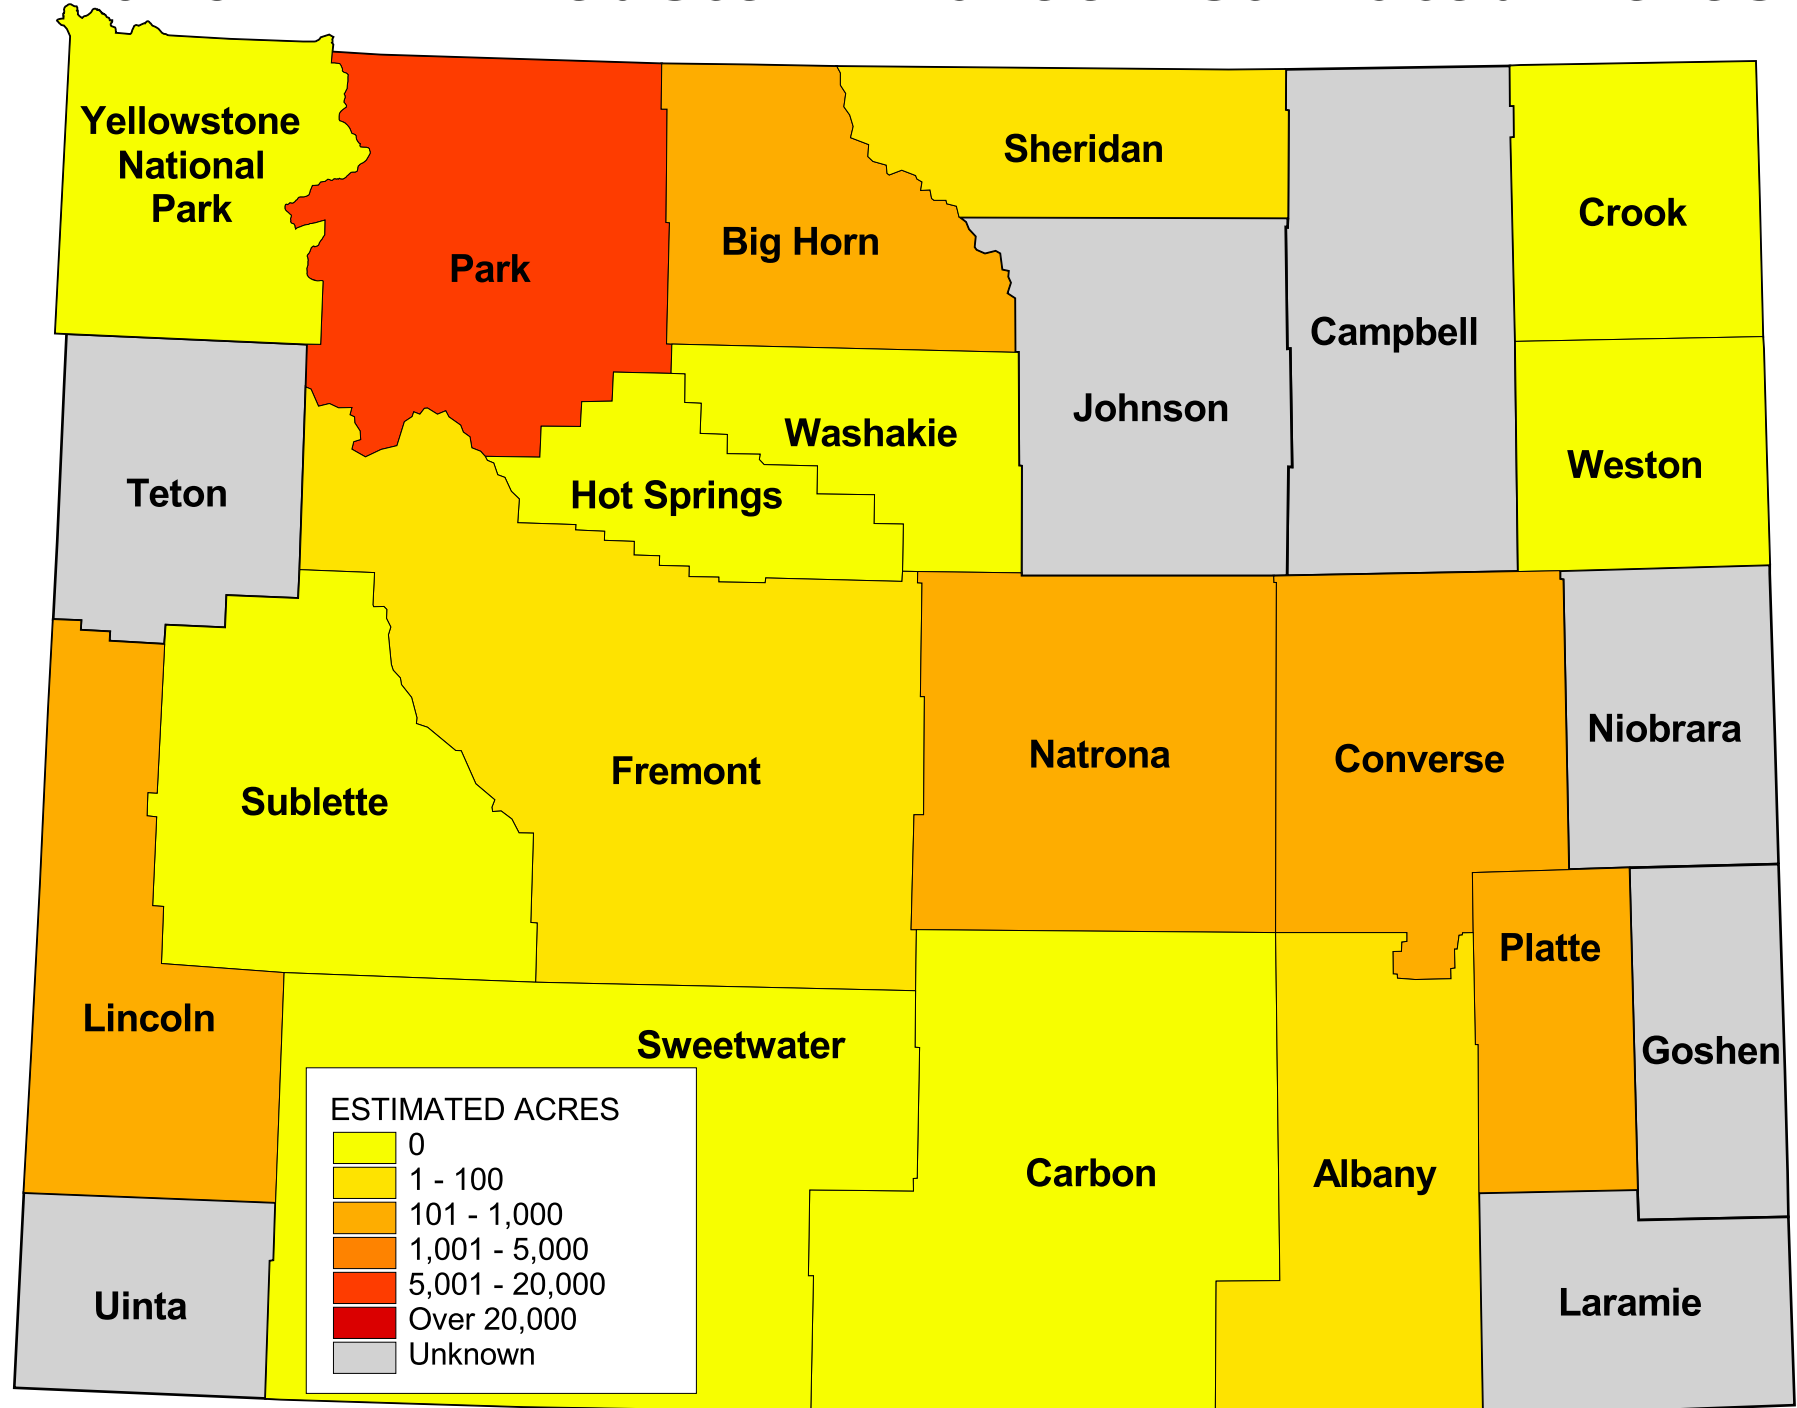 Yellowstone
National
Park
Park
Big Horn
Sheridan
Crook
Campbell
Johnson
Washakie
Weston
Teton
Hot Springs
Niobrara
Natrona
Converse
Fremont
Sublette
Platte
Lincoln
Sweetwater
Goshen
Carbon
Albany
Uinta
Laramie
ESTIMATED ACRES
0
1 - 100
101 - 1,000
1,001 - 5,000
5,001 - 20,000
Over 20,000
Unknown